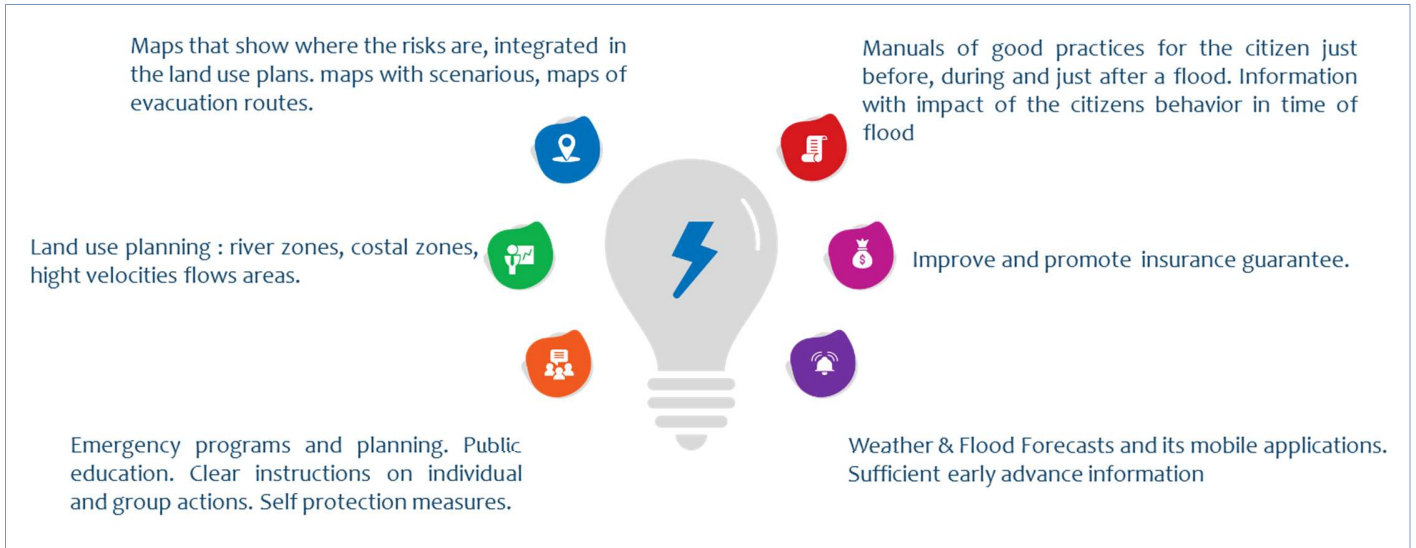 Maps that show where the risks are, integrated in
the land use plans. maps with scenarious, maps of
evacuation routes.
Manuals of good practices for the citizen just
before, during and just after a flood. Information
with impact of the citizens behavior in time of
flood
Land use planning : river zones, costal zones,
hight velocities flows areas.
Improve and promote insurance guarantee.
Emergency programs and planning. Public
education. Clear instructions on individual
and group actions. Self protection measures.
Weather & Flood Forecasts and its mobile applications.
Sufficient early advance information